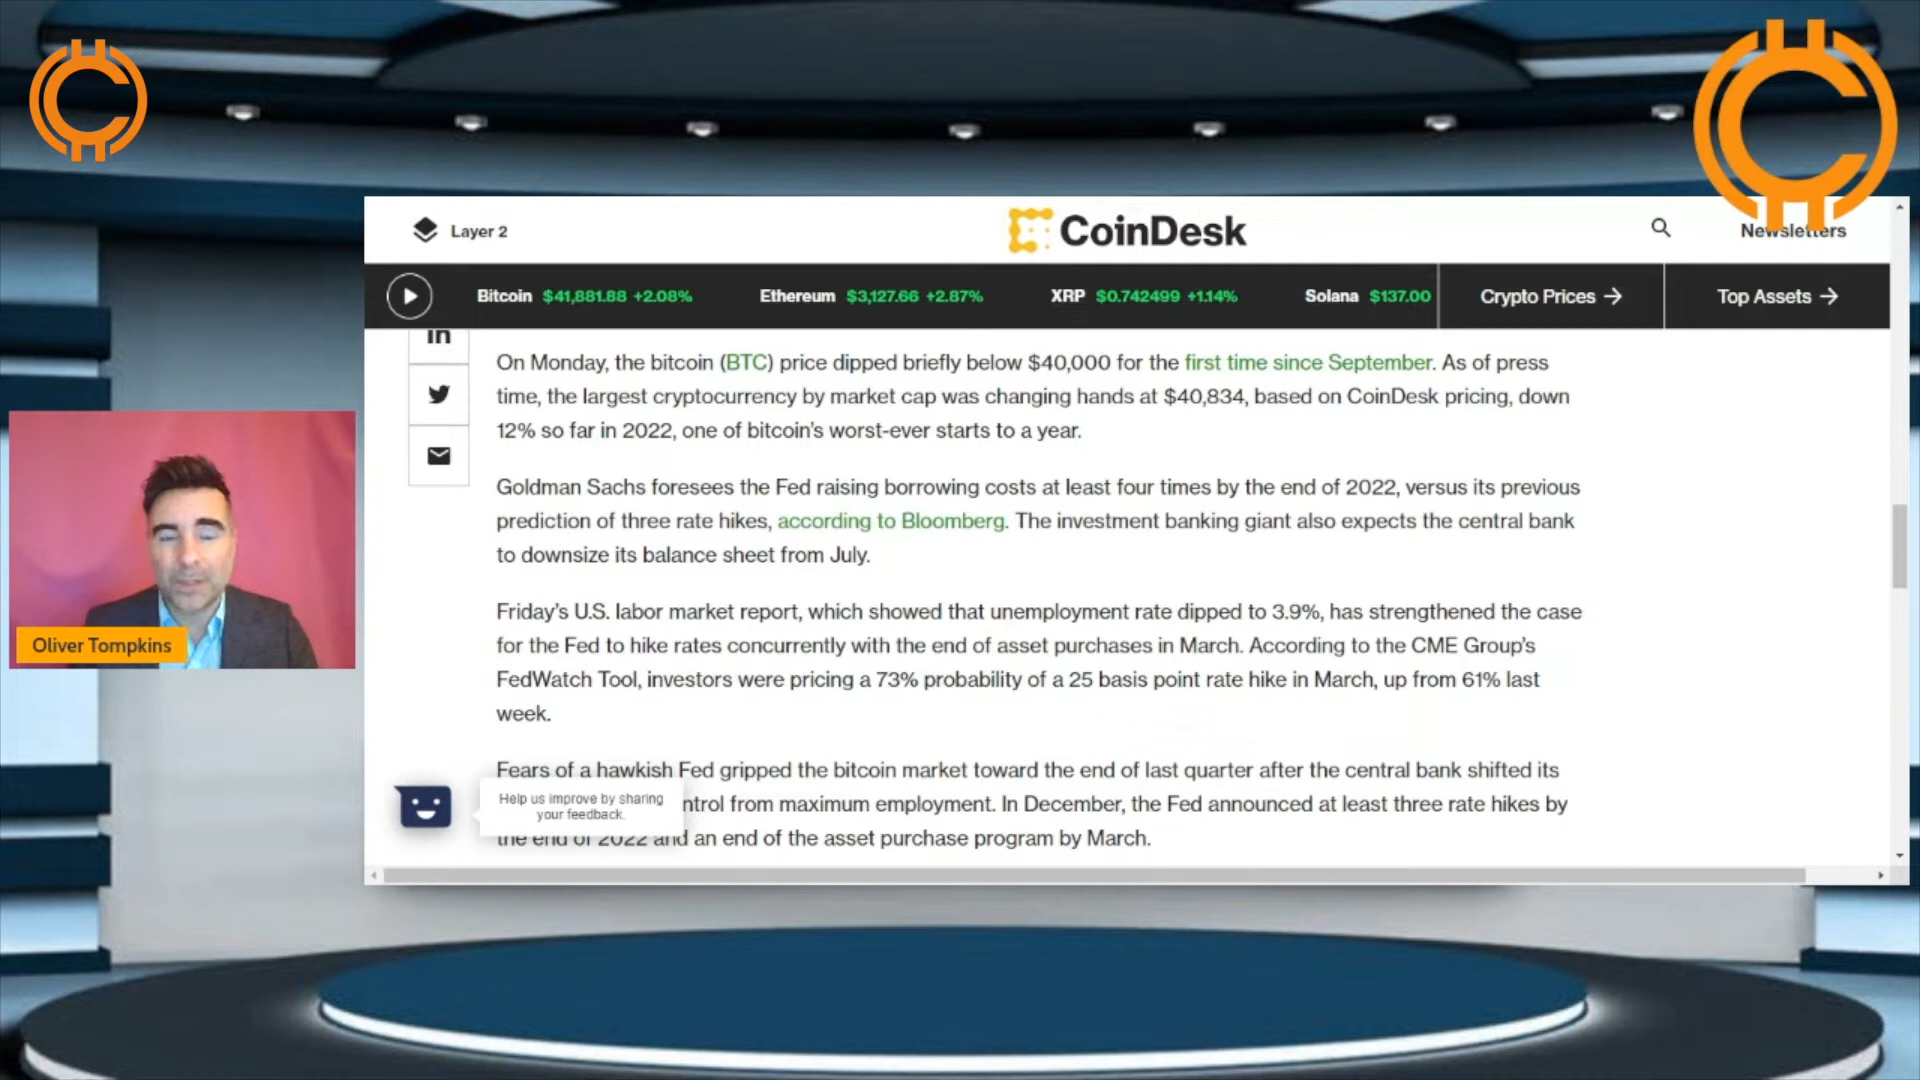 Layer 2
CoinDesk
Newsletters
Bitcoin $41,881.88 +2.08%
Ethereum $3,127.66 +2.87%
XRP $0.742499 +1.14%
Solana $137.00
Crypto Prices →
Top Assets →
in
On Monday, the bitcoin (BTC) price dipped briefly below $40,000 for the first time since September. As of press
time, the largest cryptocurrency by market cap was changing hands at $40,834, based on CoinDesk pricing, down
12% so far in 2022, one of bitcoin's worst-ever starts to a year.
Goldman Sachs foresees the Fed raising borrowing costs at least four times by the end of 2022, versus its previous
prediction of three rate hikes, according to Bloomberg. The investment banking giant also expects the central bank
to downsize its balance sheet from July.
Friday's U.S. labor market report, which showed that unemployment rate dipped to 3.9%, has strengthened the case
for the Fed to hike rates concurrently with the end of asset purchases in March. According to the CME Group's
FedWatch Tool, investors were pricing a 73% probability of a 25 basis point rate hike in March, up from 61% last
week.
Fears of a hawkish Fed gripped the bitcoin market toward the end of last quarter after the central bank shifted its
ntrol from maximum employment. In December, the Fed announced at least three rate hikes by
the end of 2022 and an end of the asset purchase program by March.
Help us improve by sharing
your feedback.
Oliver Tompkins